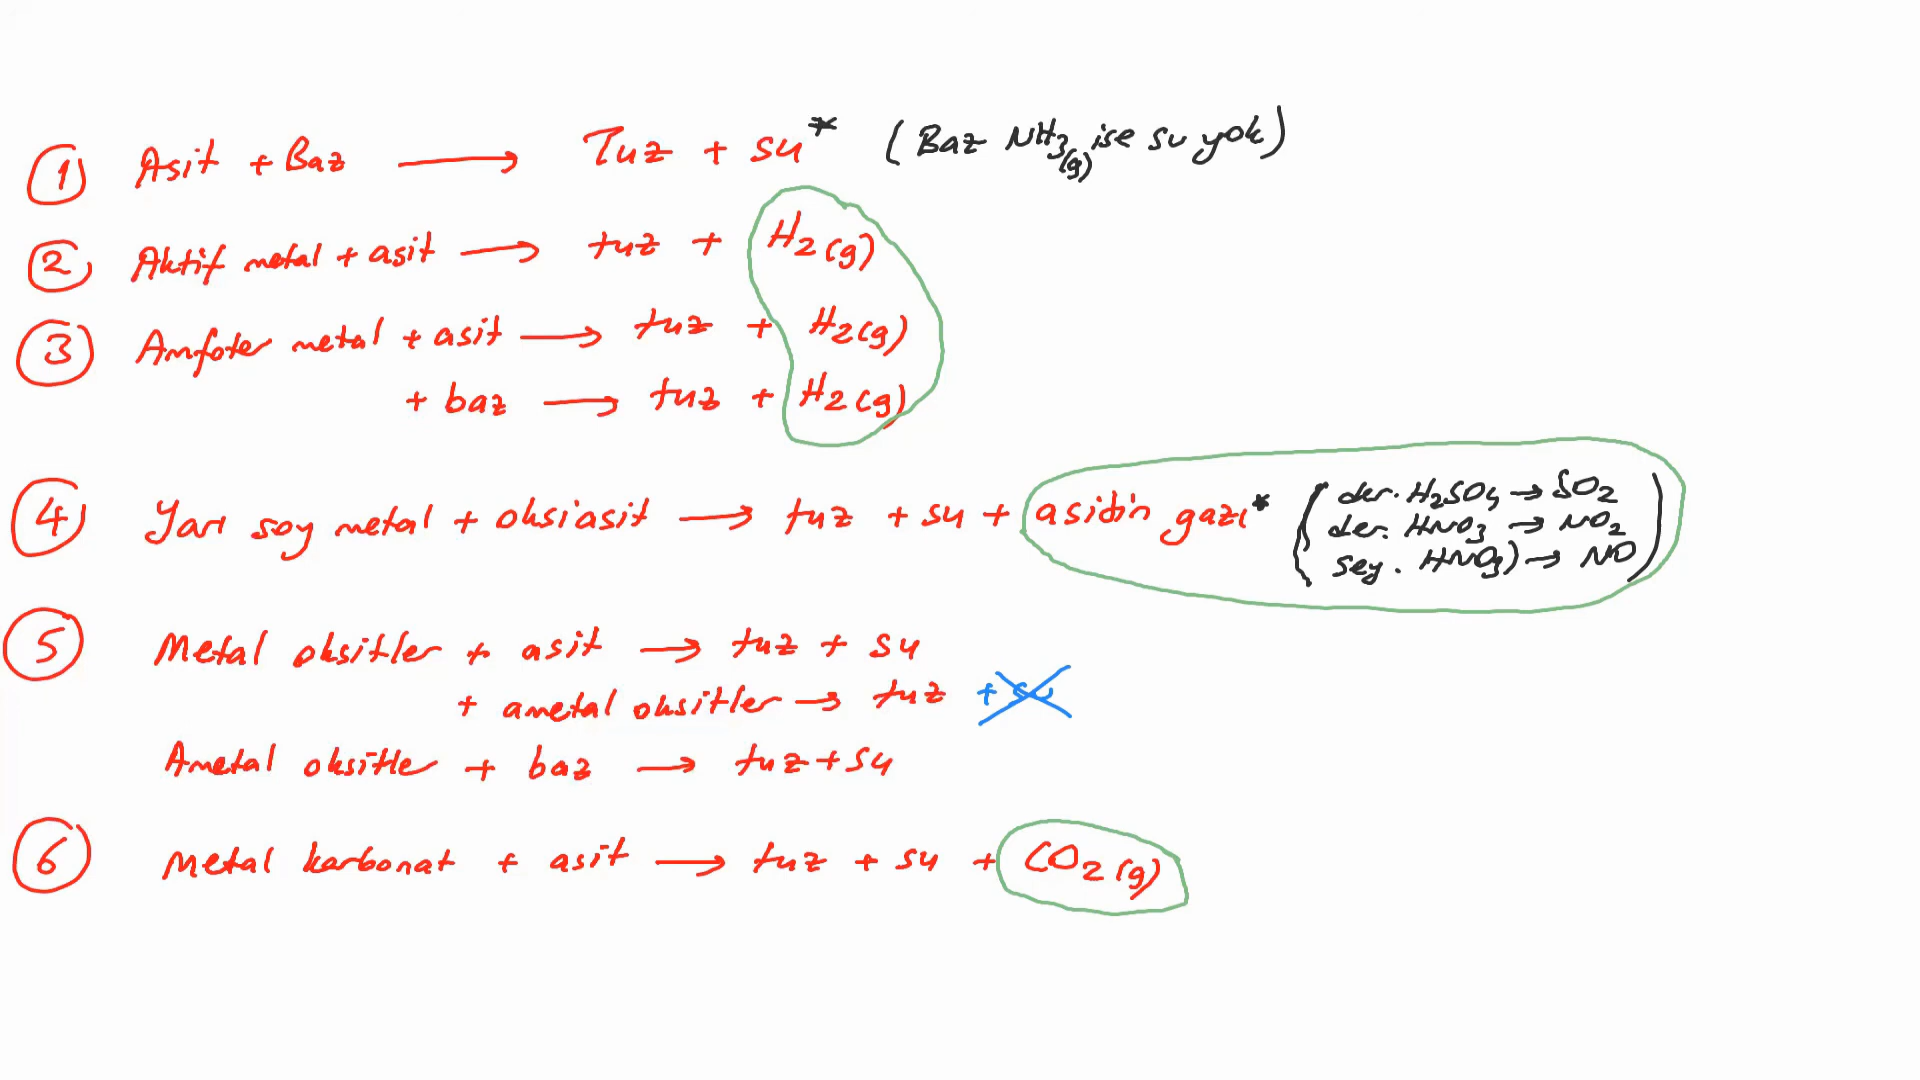 ① Asit + Baz → Tuz + su* (Baz NH3(g) ise su yok)
② Aktif metal + asit → tuz + H2(g)
③ Amfoter metal + asit → tuz + H2(g)
+ baz → tuz + H2(g)
④ Yarı soy metal + oksiasit → tuz + su + asidin gazı* (der. H2SO4 → SO2
der. HNO3 → NO2
sey. HNO3) → NO)
⑤ Metal oksitler + asit → tuz + su
+ ametal oksitler → tuz + su
Ametal oksitle + baz → tuz + su
⑥ Metal karbonat + asit → tuz + su + CO2(g)